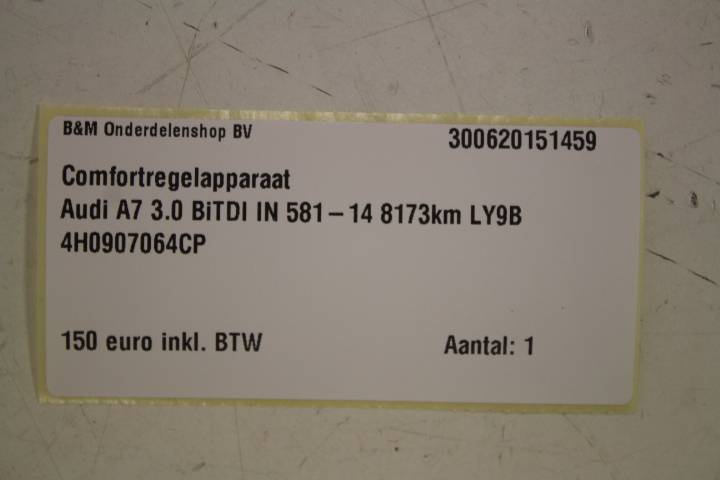 B&M Onderdelenshop BV
300620151459
Comfortregelapparaat
Audi A7 3.0 BiTDI IN 581-14 8173km LY9B
4H0907064CP
150 euro inkl. BTW
Aantal: 1